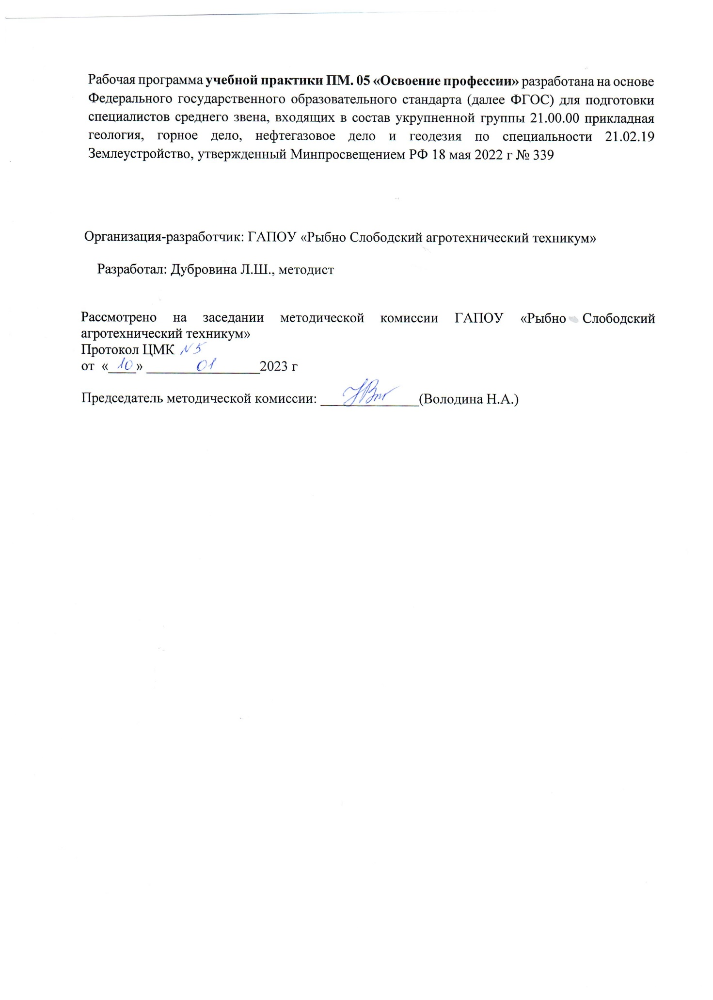 Рабочая программа учебной практики ПМ. 05 «Освоение профессии» разработана на основе
Федерального государственного образовательного стандарта (далее ФГОС) для подготовки
специалистов среднего звена, входящих в состав укрупненной группы 21.00.00 прикладная
геология, горное дело, нефтегазовое дело и геодезия по специальности 21.02.19
Землеустройство, утвержденный Минпросвещением РФ 18 мая 2022 г № 339
Организация-разработчик: ГАПОУ «Рыбно Слободский агротехнический техникум»
Разработал: Дубровина Л.Ш., методист
Рассмотрено на заседании методической комиссии ГАПОУ «Рыбно Слободский
агротехнический техникум»
Протокол ЦМК N 5
от «10» 01 2023 г
Председатель методической комиссии: (Володина Н.А.)